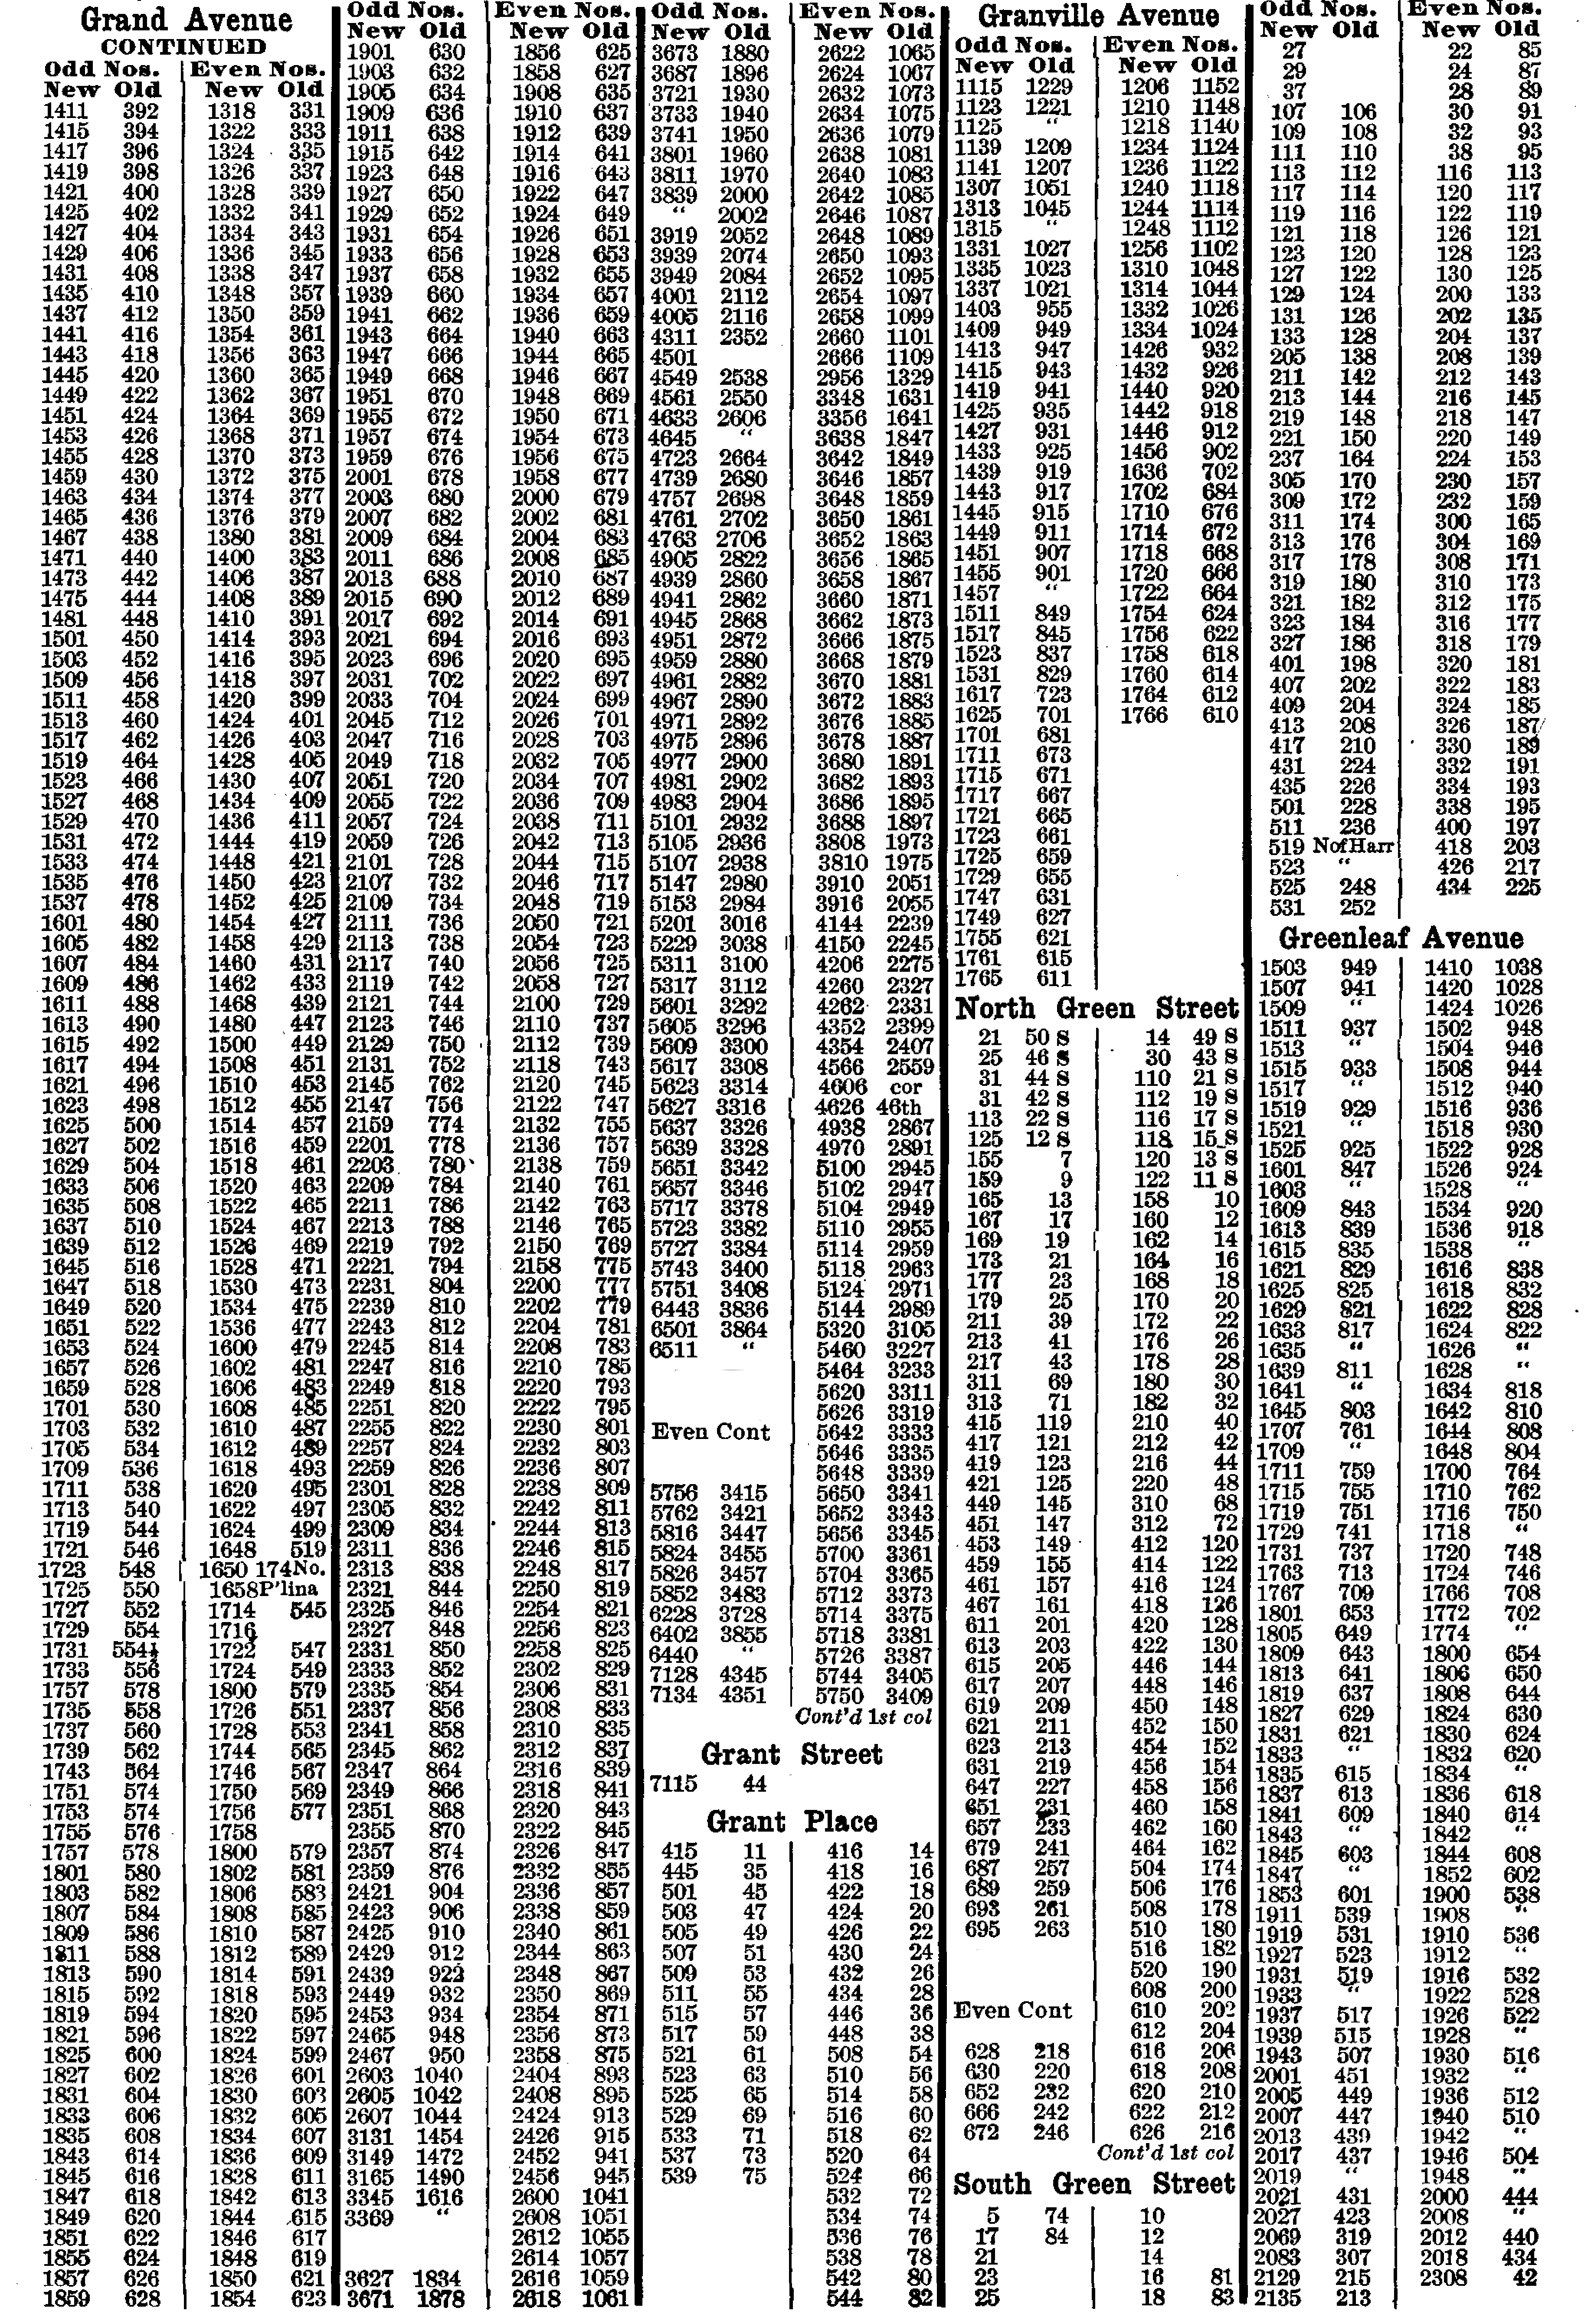 Grand Avenue
CONTINUED
Odd Nos. Even Nos.
New Old New Old
1411 392 1318 331
1415 394 1322 333
1417 396 1324 335
1419 398 1326 337
1421 400 1328 339
1425 402 1332 341
1427 404 1334 343
1429 406 1336 345
1431 408 1338 347
1435 410 1348 357
1437 412 1350 359
1441 416 1354 361
1443 418 1356 363
1445 420 1360 365
1449 422 1362 367
1451 424 1364 369
1453 426 1368 371
1455 428 1370 373
1459 430 1372 375
1463 434 1374 377
1465 436 1376 379
1467 438 1380 381
1471 440 1400 383
1473 442 1406 387
1475 444 1408 389
1481 448 1410 391
1501 450 1414 393
1503 452 1416 395
1509 456 1418 397
1511 458 1420 399
1513 460 1424 401
1517 462 1426 403
1519 464 1428 405
1523 466 1430 407
1527 468 1434 409
1529 470 1436 411
1531 472 1444 419
1533 474 1448 421
1535 476 1450 423
1537 478 1452 425
1601 480 1454 427
1605 482 1458 429
1607 484 1460 431
1609 486 1462 433
1611 488 1468 439
1613 490 1480 447
1615 492 1500 449
1617 494 1508 451
1621 496 1510 453
1623 498 1512 455
1625 500 1514 457
1627 502 1516 459
1629 504 1518 461
1633 506 1520 463
1635 508 1522 465
1637 510 1524 467
1639 512 1526 469
1645 516 1528 471
1647 518 1530 473
1649 520 1534 475
1651 522 1536 477
1653 524 1600 479
1657 526 1602 481
1659 528 1606 483
1701 530 1608 485
1703 532 1610 487
1705 534 1612 489
1709 536 1618 493
1711 538 1620 495
1713 540 1622 497
1719 544 1624 499
1721 546 1648 519
1723 548 1650 174No.
1725 550 1658P'lina
1727 552 1714 545
1729 554 1716
1731 554½ 1722 547
1733 556 1724 549
1757 578 1800 579
1735 558 1726 551
1737 560 1728 553
1739 562 1744 565
1743 564 1746 567
1751 574 1750 569
1753 574 1756 577
1755 576 1758
1757 578 1800 579
1801 580 1802 581
1803 582 1806 583
1807 584 1808 585
1809 586 1810 587
1811 588 1812 589
1813 590 1814 591
1815 592 1818 593
1819 594 1820 595
1821 596 1822 597
1825 600 1824 599
1827 602 1826 601
1831 604 1830 603
1833 606 1832 605
1835 608 1834 607
1843 614 1836 609
1845 616 1838 611
1847 618 1842 613
1849 620 1844 615
1851 622 1846 617
1855 624 1848 619
1857 626 1850 621
1859 628 1854 623
Odd Nos. Even Nos.
New Old New Old
1901 630 1856 625
1903 632 1858 627
1905 634 1908 635
1909 636 1910 637
1911 638 1912 639
1915 642 1914 641
1923 648 1916 643
1927 650 1922 647
1929 652 1924 649
1931 654 1926 651
1933 656 1928 653
1937 658 1932 655
1939 660 1934 657
1941 662 1936 659
1943 664 1940 663
1947 666 1944 665
1949 668 1946 667
1951 670 1948 669
1955 672 1950 671
1957 674 1954 673
1959 676 1956 675
2001 678 1958 677
2003 680 2000 679
2007 682 2002 681
2009 684 2004 683
2011 686 2008 685
2013 688 2010 687
2015 690 2012 689
2017 692 2014 691
2021 694 2016 693
2023 696 2020 695
2031 702 2022 697
2033 704 2024 699
2045 712 2026 701
2047 716 2028 703
2049 718 2032 705
2051 720 2034 707
2055 722 2036 709
2057 724 2038 711
2059 726 2042 713
2101 728 2044 715
2107 732 2046 717
2109 734 2048 719
2111 736 2050 721
2113 738 2054 723
2117 740 2056 725
2119 742 2058 727
2121 744 2100 729
2123 746 2110 737
2129 750 2112 739
2131 752 2118 743
2145 762 2120 745
2147 756 2122 747
2159 774 2132 755
2201 778 2136 757
2203 780 2138 759
2209 784 2140 761
2211 786 2142 763
2213 788 2146 765
2219 792 2150 769
2221 794 2158 775
2231 804 2200 777
2239 810 2202 779
2243 812 2204 781
2245 814 2208 783
2247 816 2210 785
2249 818 2220 793
2251 820 2222 795
2255 822 2230 801
2257 824 2232 803
2259 826 2236 807
2301 828 2238 809
2305 832 2242 811
2309 834 2244 813
2311 836 2246 815
2313 838 2248 817
2321 844 2250 819
2325 846 2254 821
2327 848 2256 823
2331 850 2258 825
2333 852 2302 829
2335 854 2306 831
2337 856 2308 833
2341 858 2310 835
2345 862 2312 837
2347 864 2316 839
2349 866 2318 841
2351 868 2320 843
2355 870 2322 845
2357 874 2326 847
2359 876 2332 855
2421 904 2336 857
2423 906 2338 859
2425 910 2340 861
2429 912 2344 863
2439 922 2348 867
2449 932 2350 869
2453 934 2354 871
2465 948 2356 873
2467 950 2358 875
2603 1040 2404 893
2605 1042 2408 895
2607 1044 2424 913
3131 1454 2426 915
3149 1472 2452 941
3165 1490 2456 945
3345 1616 2600 1041
3369 “ 2608 1051
2612 1055
2614 1057
3627 1834 2616 1059
3671 1878 2618 1061
Odd Nos. Even Nos.
New Old New Old
3673 1880 2622 1065
3687 1896 2624 1067
3721 1930 2632 1073
3733 1940 2634 1075
3741 1950 2636 1079
3801 1960 2638 1081
3811 1970 2640 1083
3839 2000 2642 1085
“ 2002 2646 1087
3919 2052 2648 1089
3939 2074 2650 1093
3949 2084 2652 1095
4001 2112 2654 1097
4005 2116 2658 1099
4311 2352 2660 1101
4501 2666 1109
4549 2538 2956 1329
4561 2550 3348 1631
4633 2606 3356 1641
4645 “ 3638 1847
4723 2664 3642 1849
4739 2680 3646 1857
4757 2698 3648 1859
4761 2702 3650 1861
4763 2706 3652 1863
4905 2822 3656 1865
4939 2860 3658 1867
4941 2862 3660 1871
4945 2868 3662 1873
4951 2872 3666 1875
4959 2880 3668 1879
4961 2882 3670 1881
4967 2890 3672 1883
4971 2892 3676 1885
4975 2896 3678 1887
4977 2900 3680 1891
4981 2902 3682 1893
4983 2904 3686 1895
5101 2932 3688 1897
5105 2936 3808 1973
5107 2938 3810 1975
5147 2980 3910 2051
5153 2984 3916 2055
5201 3016 4144 2239
5229 3038 4150 2245
5311 3100 4206 2275
5317 3112 4260 2327
5601 3292 4262 2331
5605 3296 4352 2399
5609 3300 4354 2407
5617 3308 4566 2559
5623 3314 4606 cor
5627 3316 4626 46th
5637 3326 4938 2867
5639 3328 4970 2891
5651 3342 5100 2945
5657 3346 5102 2947
5717 3378 5104 2949
5723 3382 5110 2955
5727 3384 5114 2959
5743 3400 5118 2963
5751 3408 5124 2971
6443 3836 5144 2989
6501 3864 5320 3105
6511 “ 5460 3227
5464 3233
5620 3311
5626 3319
Even Cont 5642 3333
5646 3335
5648 3339
5756 3415 5650 3341
5762 3421 5652 3343
5816 3447 5656 3345
5824 3455 5700 3361
5826 3457 5704 3365
5852 3483 5712 3373
6228 3728 5714 3375
6402 3855 5718 3381
6440 “ 5726 3387
7128 4345 5744 3405
7134 4351 5750 3409
Cont'd 1st col
Grant Street
7115 44
Grant Place
415 11 416 14
445 35 418 16
501 45 422 18
503 47 424 20
505 49 426 22
507 51 430 24
509 53 432 26
511 55 434 28
515 57 446 36
517 59 448 38
521 61 508 54
523 63 510 56
525 65 514 58
529 69 516 60
533 71 518 62
537 73 520 64
539 75 524 66
532 72
534 74
536 76
538 78
542 80
544 82
Granville Avenue
Odd Nos. Even Nos.
New Old New Old
1115 1229 1206 1152
1123 1221 1210 1148
1125 “ 1218 1140
1139 1209 1234 1124
1141 1207 1236 1122
1307 1051 1240 1118
1313 1045 1244 1114
1315 “ 1248 1112
1331 1027 1256 1102
1335 1023 1310 1048
1337 1021 1314 1044
1403 955 1332 1026
1409 949 1334 1024
1413 947 1426 932
1415 943 1432 926
1419 941 1440 920
1425 935 1442 918
1427 931 1446 912
1433 925 1456 902
1439 919 1636 702
1443 917 1702 684
1445 915 1710 676
1449 911 1714 672
1451 907 1718 668
1455 901 1720 666
1457 “ 1722 664
1511 849 1754 624
1517 845 1756 622
1523 837 1758 618
1531 829 1760 614
1617 723 1764 612
1625 701 1766 610
1701 681
1711 673
1715 671
1717 667
1721 665
1723 661
1725 659
1729 655
1747 631
1749 627
1755 621
1761 615
1765 611
North Green Street
21 50 S 14 49 S
25 46 S 30 43 S
31 44 S 110 21 S
31 42 S 112 19 S
113 22 S 116 17 S
125 12 S 118 15 S
155 7 120 13 S
159 9 122 11 S
165 13 158 10
167 17 160 12
169 19 162 14
173 21 164 16
177 23 168 18
179 25 170 20
211 39 172 22
213 41 176 26
217 43 178 28
311 69 180 30
313 71 182 32
415 119 210 40
417 121 212 42
419 123 216 44
421 125 220 48
449 145 310 68
451 147 312 72
453 149 412 120
459 155 414 122
461 157 416 124
467 161 418 126
611 201 420 128
613 203 422 130
615 205 446 144
617 207 448 146
619 209 450 148
621 211 452 150
623 213 454 152
631 219 456 154
647 227 458 156
651 231 460 158
657 233 462 160
679 241 464 162
687 257 504 174
689 259 506 176
693 261 508 178
695 263 510 180
516 182
520 190
608 200
Even Cont 610 202
612 204
628 218 616 206
630 220 618 208
652 232 620 210
666 242 622 212
672 246 626 216
Cont'd 1st col
South Green Street
5 74 10
17 84 12
21 14
23 16 81
25 18 83
Odd Nos. Even Nos.
New Old New Old
27 22 85
29 24 87
37 28 89
107 106 30 91
109 108 32 93
111 110 38 95
113 112 116 113
117 114 120 117
119 116 122 119
121 118 126 121
123 120 128 123
127 122 130 125
129 124 200 133
131 126 202 135
133 128 204 137
205 138 208 139
211 142 212 143
213 144 216 145
219 148 218 147
221 150 220 149
237 164 224 153
305 170 230 157
309 172 232 159
311 174 300 165
313 176 304 169
317 178 308 171
319 180 310 173
321 182 312 175
323 184 316 177
327 186 318 179
401 198 320 181
407 202 322 183
409 204 324 185
413 208 326 187
417 210 330 189
431 224 332 191
435 226 334 193
501 228 338 195
511 236 400 197
519 NofHarr 418 203
523 “ 426 217
525 248 434 225
531 252
Greenleaf Avenue
1503 949 1410 1038
1507 941 1420 1028
1509 “ 1424 1026
1511 937 1502 948
1513 “ 1504 946
1515 933 1508 944
1517 “ 1512 940
1519 929 1516 936
1521 “ 1518 930
1525 925 1522 928
1601 847 1526 924
1603 “ 1528 “
1609 843 1534 920
1613 839 1536 918
1615 835 1538 “
1621 829 1616 838
1625 825 1618 832
1629 821 1622 828
1633 817 1624 822
1635 “ 1626 “
1639 811 1628 “
1641 “ 1634 818
1645 803 1642 810
1707 761 1644 808
1709 “ 1648 804
1711 759 1700 764
1715 755 1710 762
1719 751 1716 750
1729 741 1718 “
1731 737 1720 748
1763 713 1724 746
1767 709 1766 708
1801 653 1772 702
1805 649 1774 “
1809 643 1800 654
1813 641 1806 650
1819 637 1808 644
1827 629 1824 630
1831 621 1830 624
1833 “ 1832 620
1835 615 1834 “
1837 613 1836 618
1841 609 1840 614
1843 “ 1842 “
1845 603 1844 608
1847 “ 1852 602
1853 601 1900 538
1911 539 1908 “
1919 531 1910 536
1927 523 1912 “
1931 519 1916 532
1933 “ 1922 528
1937 517 1926 522
1939 515 1928 “
1943 507 1930 516
2001 451 1932 “
2005 449 1936 512
2007 447 1940 510
2013 439 1942 “
2017 437 1946 504
2019 “ 1948 “
2021 431 2000 444
2027 423 2008 “
2069 319 2012 440
2083 307 2018 434
2129 215 2308 42
2135 213